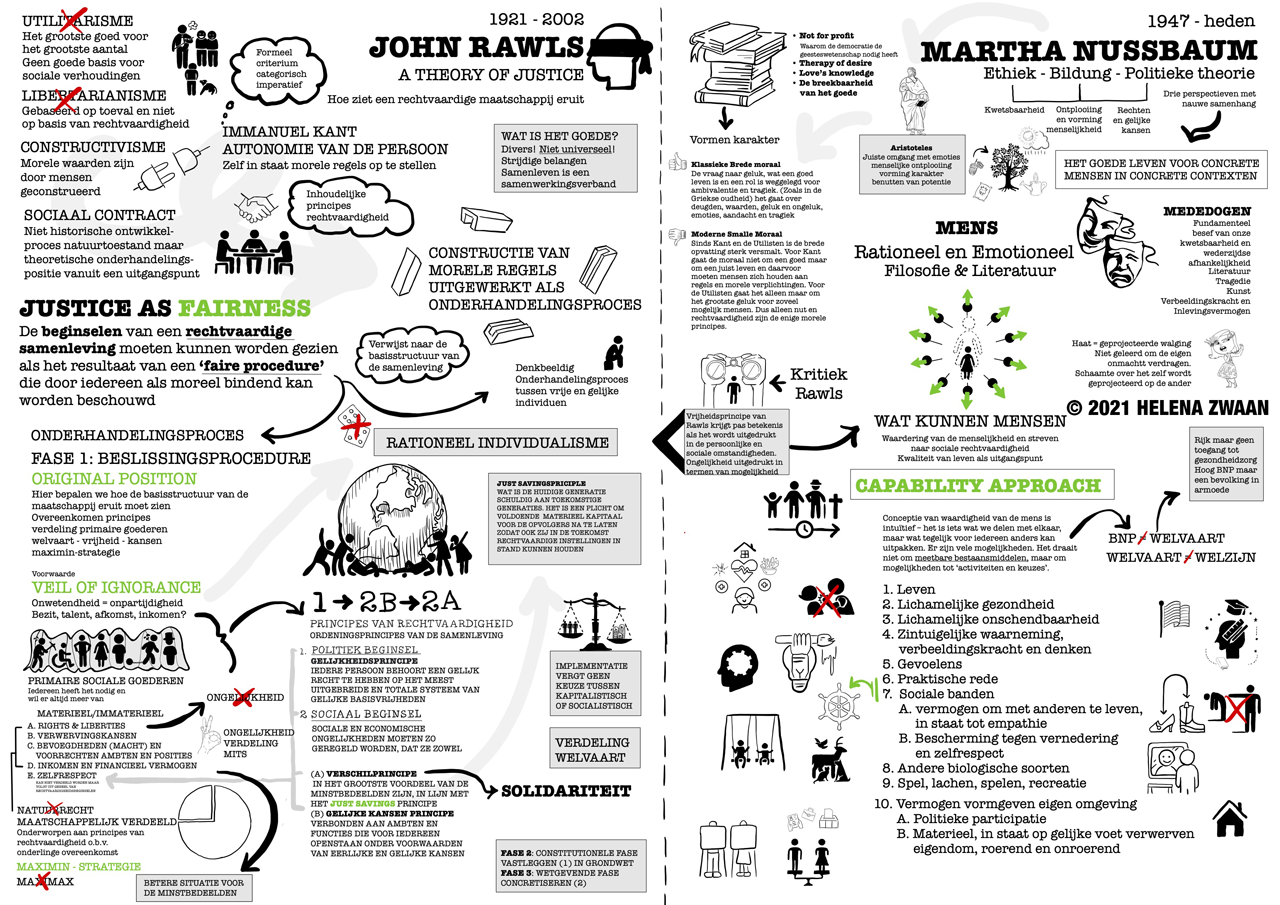 UTILITARISME
Het grootste goed voor
het grootste aantal
Geen goede basis voor
sociale verhoudingen
LIBERTARIANISME
Gebaseerd op toeval en niet
op basis van rechtvaardigheid
CONSTRUCTIVISME
Morele waarden zijn
door mensen
geconstrueerd
SOCIAAL CONTRACT
Niet historische ontwikkel-
proces natuurtoestand maar
theoretische onderhandelings-
positie vanuit een uitgangspunt
Formeel
criterium
categorisch
imperatief
1921 - 2002
JOHN RAWLS
A THEORY OF JUSTICE
Hoe ziet een rechtvaardige maatschappij eruit
IMMANUEL KANT
AUTONOMIE VAN DE PERSOON
Zelf in staat morele regels op te stellen
WAT IS HET GOEDE?
Divers! Niet universeel!
Strijdige belangen
Samenleven is een
samenwerkingsverband
Inhoudelijke
principes
rechtvaardigheid
CONSTRUCTIE VAN
MORELE REGELS
UITGEWERKT ALS
ONDERHANDELINGSPROCES
JUSTICE AS FAIRNESS
De beginselen van een rechtvaardige
samenleving moeten kunnen worden gezien
als het resultaat van een ‘faire procedure’
die door iedereen als moreel bindend kan
worden beschouwd
Verwijst naar de
basisstructuur van
de samenleving
Denkbeeldig
Onderhandelingsproces
tussen vrije en gelijke
individuen
ONDERHANDELINGSPROCES
FASE 1: BESLISSINGSPROCEDURE
ORIGINAL POSITION
Hier bepalen we hoe de basisstructuur van de
maatschappij eruit moet zien
Overeenkomen principes
verdeling primaire goederen
welvaart - vrijheid - kansen
maximin-strategie
RATIONEEL INDIVIDUALISME
JUST SAVINGSPRICIPLE
WAT IS DE HUIDIGE GENERATIE
SCHULDIG AAN TOEKOMSTIGE
GENERATIES. HET IS EEN PLICHT OM
VOLDOENDE MATERIEEL KAPITAAL
VOOR DE OPVOLGERS NA TE LATEN
ZODAT OOK ZIJ IN DE TOEKOMST
RECHTVAARDIGE INSTELLINGEN IN
STAND KUNNEN HOUDEN
Voorwaarde
VEIL OF IGNORANCE
Onwetendheid = onpartijdigheid
Bezit, talent, afkomst, inkomen?
PRIMAIRE SOCIALE GOEDEREN
Iedereen heeft het nodig en
wil er altijd meer van
MATERIEEL/IMMATERIEEL
A. RIGHTS & LIBERTIES
B. VERWERVINGSKANSEN
C. BEVOEGDHEDEN (MACHT) EN
VOORRECHTEN AMBTEN EN POSITIES
D. INKOMEN EN FINANCIEEL VERMOGEN
E. ZELFRESPECT
NATUURRECHT
MAATSCHAPPELIJK VERDEELD
Onderworpen aan principes van
rechtvaardigheid o.b.v.
onderlinge overeenkomst
MAXIMIN - STRATEGIE
MAXIMAX
BETERE SITUATIE VOOR
DE MINSTBEDEELDEN
ONGELIJKHEID
ONGELIJKHEID
VERDELING
MITS
1 → 2B → 2A
PRINCIPES VAN RECHTVAARDIGHEID
ORDENINGSPRINCIPES VAN DE SAMENLEVING
1. POLITIEK BEGINSEL
GELIJKHEIDSPRINCIPE
IEDERE PERSOON BEHOORT EEN GELIJK
RECHT TE HEBBEN OP HET MEEST
UITGEBREIDE EN TOTALE SYSTEEM VAN
GELIJKE BASISVRIJHEDEN
2 SOCIAAL BEGINSEL
SOCIALE EN ECONOMISCHE
ONGELIJKHEDEN MOETEN ZO
GEREGELD WORDEN, DAT ZE ZOWEL
(A) VERSCHILPRINCIPE
IN HET GROOTSTE VOORDEEL VAN DE
MINSTBEDEELDEN ZIJN, IN LIJN MET
HET JUST SAVINGS PRINCIPE
(B) GELIJKE KANSEN PRINCIPE
VERBONDEN AAN AMBTEN EN
FUNCTIES DIE VOOR IEDEREEN
OPENSTAAN ONDER VOORWAARDEN
VAN EERLIJKE EN GELIJKE KANSEN
IMPLEMENTATIE
VERGT GEEN
KEUZE TUSSEN
KAPITALISTISCH
OF SOCIALISTISCH
VERDELING
WELVAART
SOLIDARITEIT
FASE 2: CONSTITUTIONELE FASE
VASTLEGGEN (1) IN GRONDWET
FASE 3: WETGEVENDE FASE
CONCRETISEREN (2)
• Not for profit
Waarom de democratie de
geesteswetenschap nodig heeft
• Therapy of desire
• Love's knowledge
• De breekbaarheid
van het goede
Vormen karakter
1947 - heden
MARTHA NUSSBAUM
Ethiek - Bildung - Politieke theorie
Kwetsbaarheid
Ontplooiing
en vorming
menselijkheid
Rechten
en gelijke
kansen
Drie perspectieven met
nauwe samenhang
Aristoteles
Juiste omgang met emoties
menselijke ontplooiing
vorming karakter
benutten van potentie
HET GOEDE LEVEN VOOR CONCRETE
MENSEN IN CONCRETE CONTEXTEN
Klassieke Brede moraal
De vraag naar geluk, wat een goed
leven is en een rol is weggelegd voor
ambivalentie en tragiek. (Zoals in de
Griekse oudheid) het gaat over
deugden, waarden, geluk en ongeluk,
emoties, aandacht en tragiek
Moderne Smalle Moraal
Sinds Kant en de Utilisten is de brede
opvatting sterk versmalt. Voor Kant
gaat de moraal niet om een goed maar
om een juist leven en daarvoor
moeten mensen zich houden aan
regels en morele verplichtingen. Voor
de Utilisten gaat het alleen maar om
het grootste geluk voor zoveel
mogelijk mensen. Dus alleen nut en
rechtvaardigheid zijn de enige morele
principes.
MENS
Rationeel en Emotioneel
Filosofie & Literatuur
MEDEDOGEN
Fundamenteel
besef van onze
kwetsbaarheid en
wederzijdse
afhankelijkheid
Literatuur
Tragedie
Kunst
Verbeeldingskracht en
Inlevingsvermogen
Haat = geprojecteerde walging
Niet geleerd om de eigen
onmacht verdragen.
Schaamte over het zelf wordt
geprojecteerd op de ander
Kritiek
Rawls
Vrijheidsprincipe van
Rawls krijgt pas betekenis
als het wordt uitgedrukt
in de persoonlijke en
sociale omstandigheden.
Ongelijkheid uitgedrukt in
termen van mogelijkheid
© 2021 HELENA ZWAAN
WAT KUNNEN MENSEN
Waardering van de menselijkheid en streven
naar sociale rechtvaardigheid
Kwaliteit van leven als uitgangspunt
CAPABILITY APPROACH
Rijk maar geen
toegang tot
gezondheidzorg
Hoog BNP maar
een bevolking in
armoede
Conceptie van waardigheid van de mens is
intuïtief – het is iets wat we delen met elkaar,
maar wat tegelijk voor iedereen anders kan
uitpakken. Er zijn vele mogelijkheden. Het draait
niet om meetbare bestaansmiddelen, maar om
mogelijkheden tot ‘activiteiten en keuzes’.
BNP ≠ WELVAART
WELVAART ≠ WELZIJN
1. Leven
2. Lichamelijke gezondheid
3. Lichamelijke onschendbaarheid
4. Zintuigelijke waarneming,
verbeeldingskracht en denken
5. Gevoelens
6. Praktische rede
7. Sociale banden
A. vermogen om met anderen te leven,
in staat tot empathie
B. Bescherming tegen vernedering
en zelfrespect
8. Andere biologische soorten
9. Spel, lachen, spelen, recreatie
10. Vermogen vormgeven eigen omgeving
A. Politieke participatie
B. Materieel, in staat op gelijke voet verwerven
eigendom, roerend en onroerend